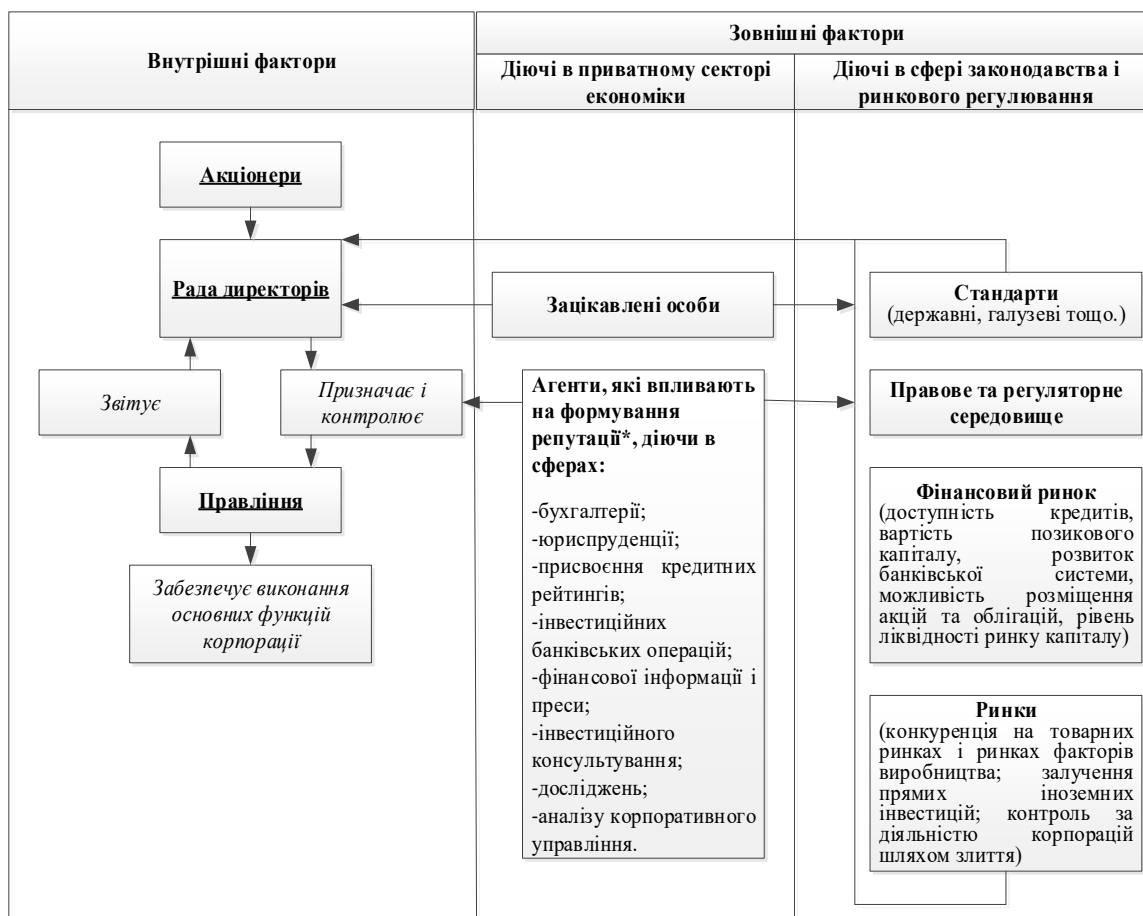 Внутрішні фактори
Зовнішні фактори
Діючі в приватному секторі
економіки
Діючі в сфері законодавства і
ринкового регулювання
Акціонери
Рада директорів
Звітує
Призначає і
контролює
Правління
Забезпечує виконання
основних функцій
корпорації
Зацікавлені особи
Агенти, які впливають
на формування
репутації*, діючи в
сферах:
-бухгалтерії;
-юриспруденції;
-присвоєння кредитних
рейтингів;
-інвестиційних
банківських операцій;
-фінансової інформації і
преси;
-інвестиційного
консультування;
-досліджень;
-аналізу корпоративного
управління.
Стандарти
(державні, галузеві тощо.)
Правове та регуляторне
середовище
Фінансовий ринок
(доступність кредитів,
вартість позикового
капіталу, розвиток
банківської системи,
можливість розміщення
акцій та облігацій, рівень
ліквідності ринку капіталу)
Ринки
(конкуренція на товарних
ринках і ринках факторів
виробництва; залучення
прямих іноземних
інвестицій; контроль за
діяльністю корпорацій
шляхом злиття)